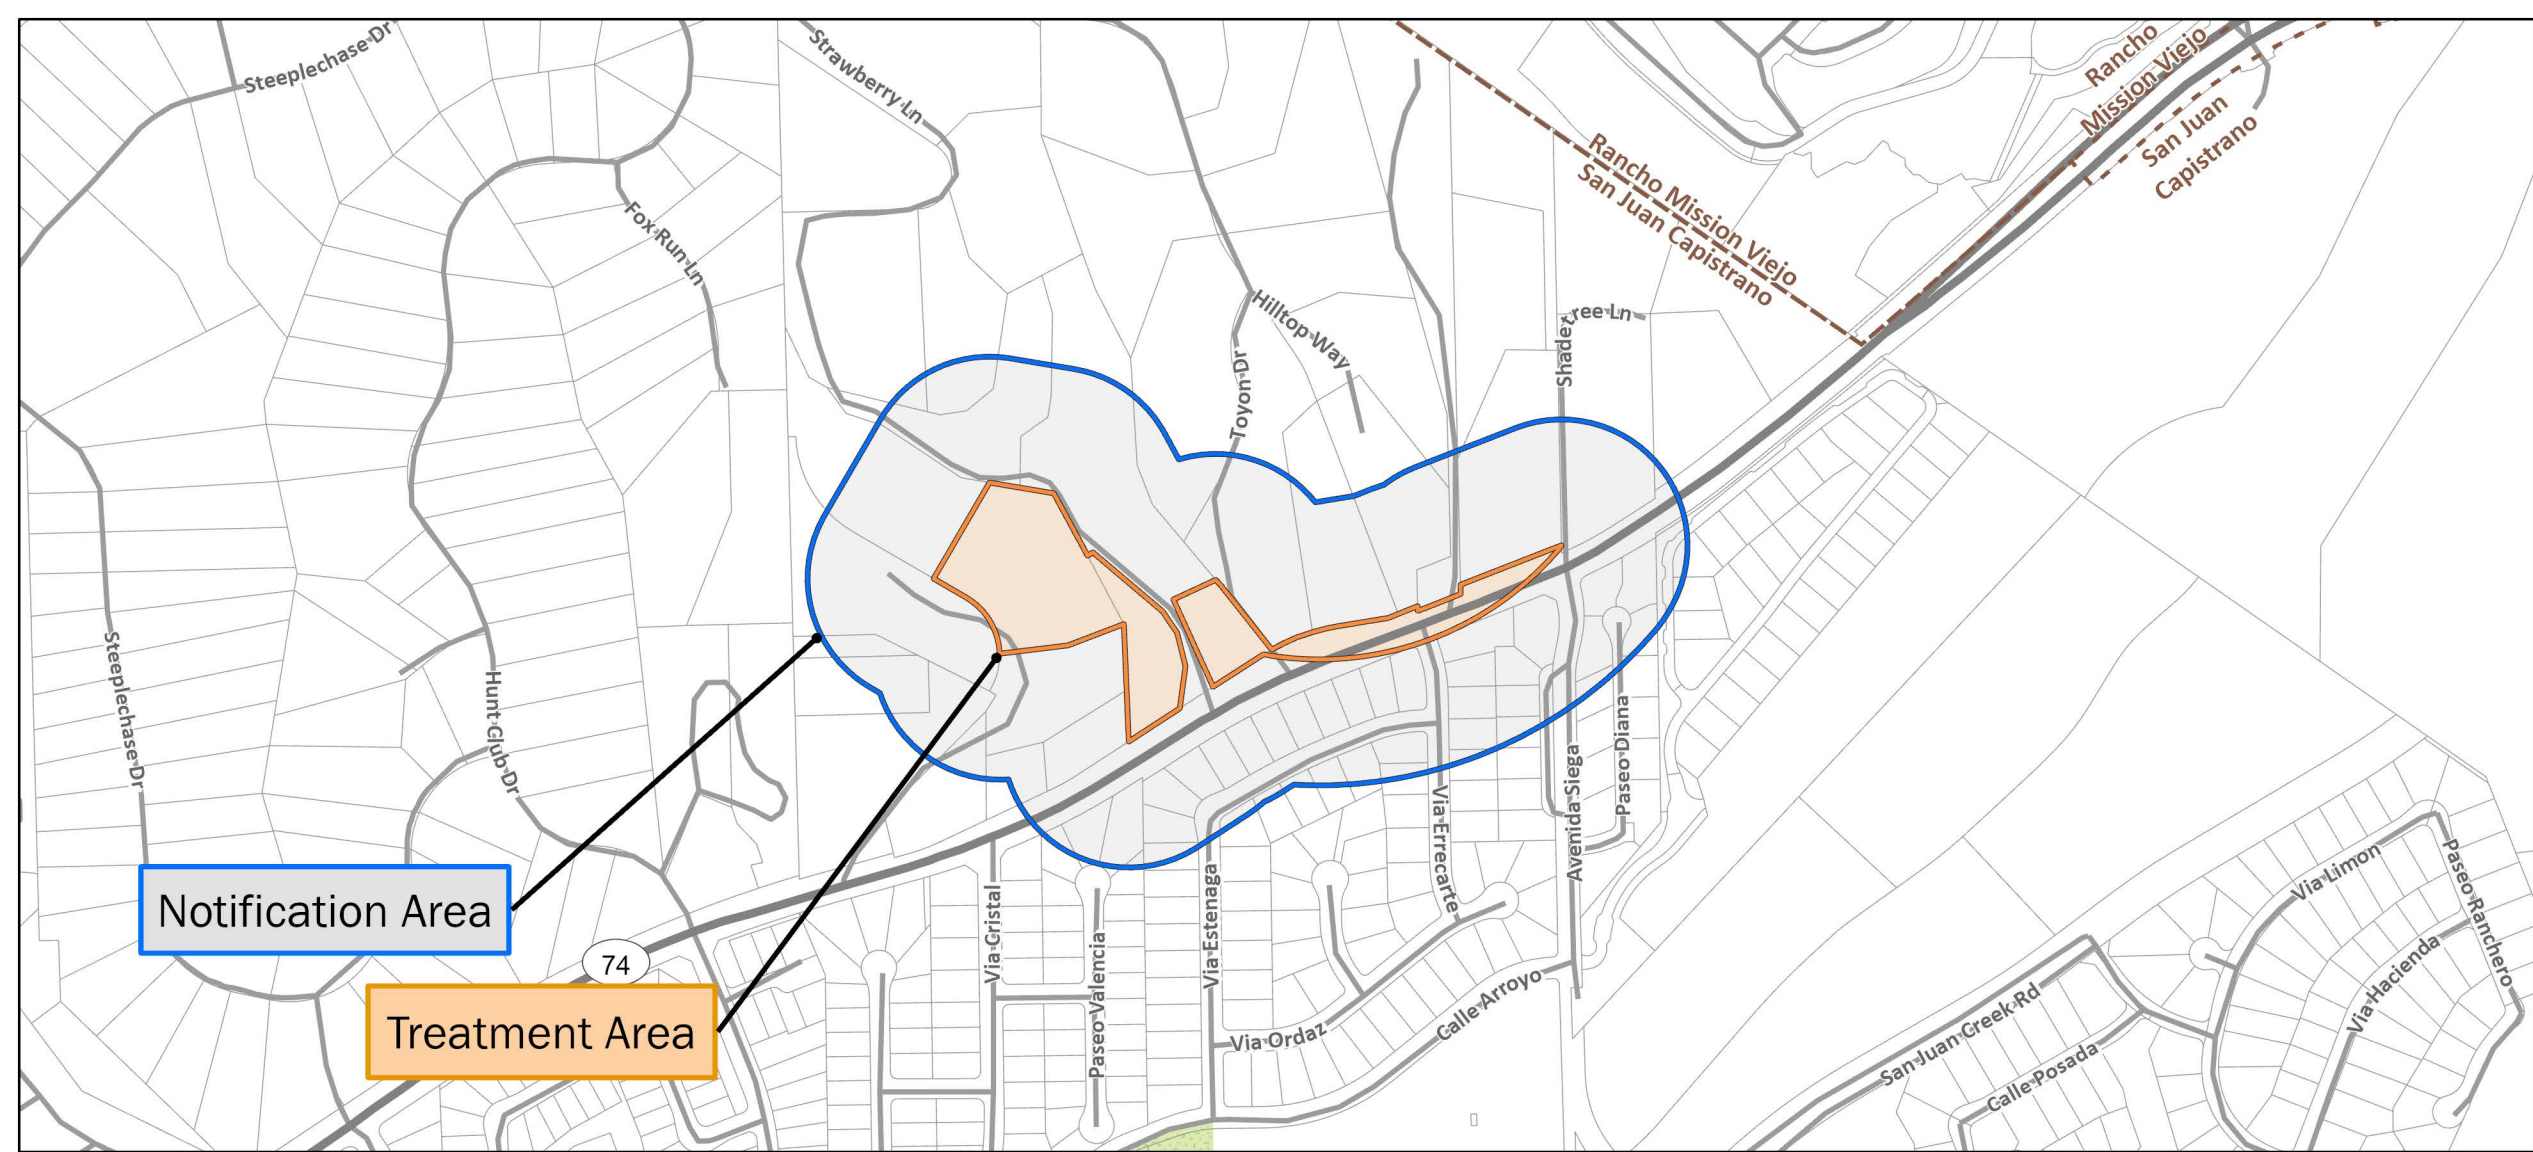 Steeplechase Dr
Strawberry Ln
Rancho
Mission Viejo
San Juan
Capistrano
Rancho Mission Viejo
San Juan Capistrano
Fox Run Ln
Hilltop Way
Shadetree Ln
Toyon Dr
Steeplechase Dr
Hunt Club Dr
Paseo Diana
Avenida Siega
Via Errecarte
Notification Area
Via Cristal
Via Estenaga
Paseo Valencia
74
Treatment Area
Via Ordaz
Calle Arroyo
Via Limon
Paseo Ranchero
Via Hacienda
San Juan Creek Rd
Calle Posada